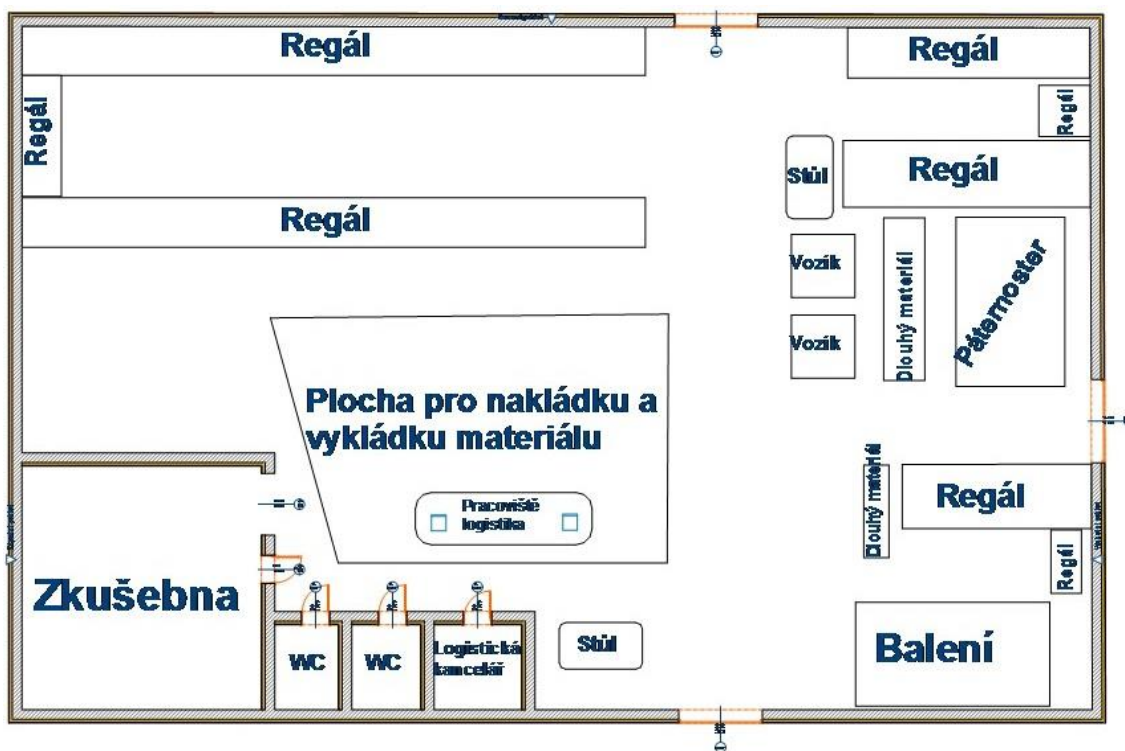 Regál
Regál
Regál
Regál
Stůl
Regál
Regál
Vozík
Dlouhý materiál
Páternoster
Vozík
Plocha pro nakládku a
vykládku materiálu
Pracoviště
logistika
Dlouhý materiál
Regál
Regál
Zkušebna
WC
WC
Logistická
kancelář
Stůl
Balení